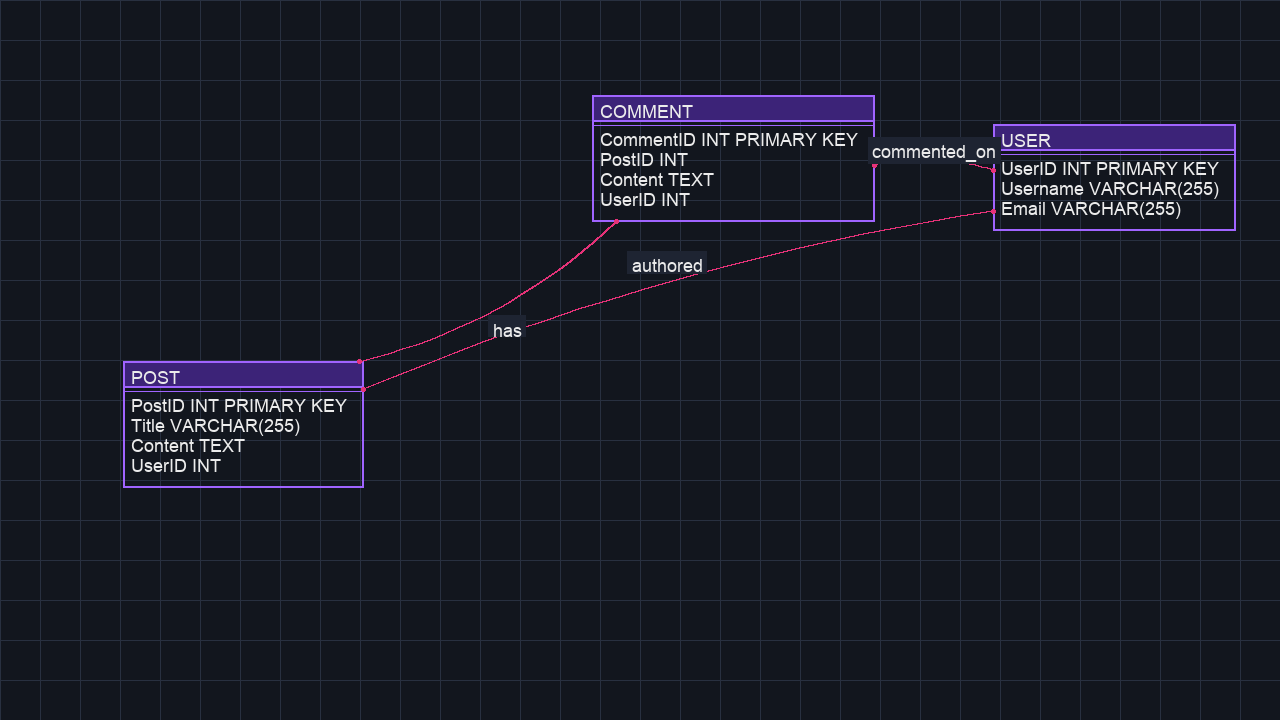 COMMENT
CommentID INT PRIMARY KEY
PostID INT
Content TEXT
UserID INT
commented_on
USER
UserID INT PRIMARY KEY
Username VARCHAR(255)
Email VARCHAR(255)
authored
has
POST
PostID INT PRIMARY KEY
Title VARCHAR(255)
Content TEXT
UserID INT